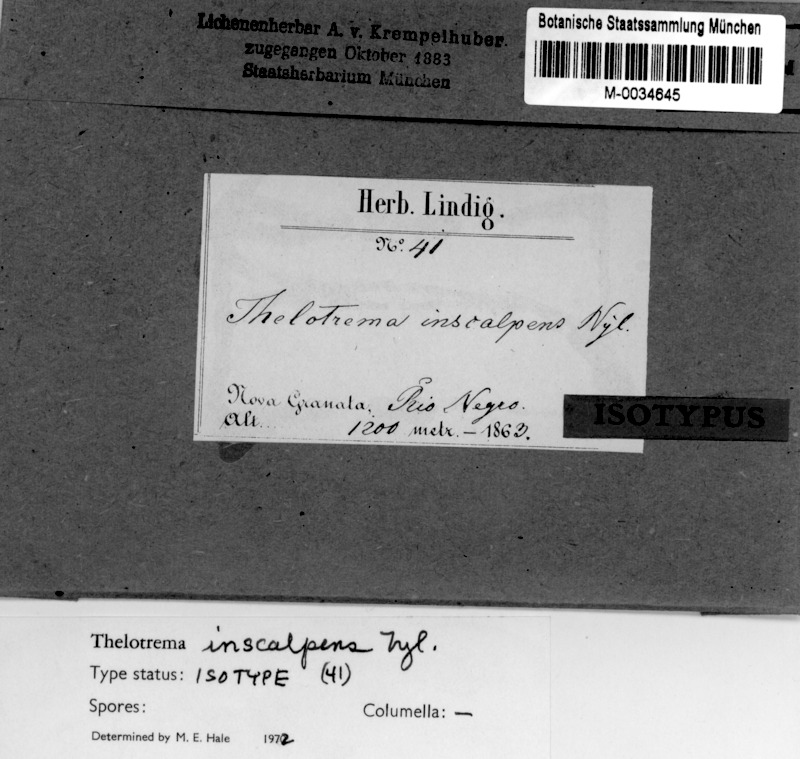 Lichenenherbar A. v. Krempelhuber.
zugegangen Oktober 1883
Staatsherbarium München
Botanische Staatssammlung München
M-0034645
Herb. Lindig.
No. 41
Thelotrema inscalpens Nyl.
Nova Granata, Rio Negro.
Alt. 1200 metr. — 1863.
ISOTYPUS
Thelotrema inscalpens Nyl.
Type status: ISOTYPE (41)
Spores:
Columella: —
Determined by M. E. Hale 1972